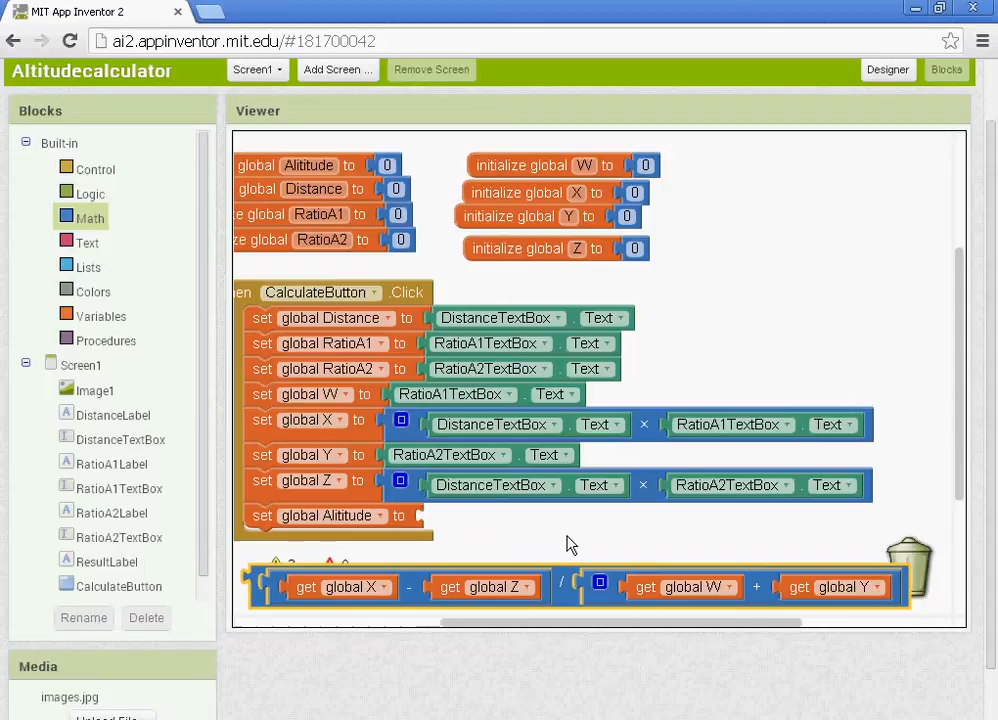 MIT App Inventor 2
ai2.appinventor.mit.edu/#181700042
Altitudecalculator
Screen1
Add Screen ...
Remove Screen
Designer
Blocks
Blocks
Viewer
Built-in
Control
Logic
Math
Text
Lists
Colors
Variables
Procedures
Screen1
Image1
DistanceLabel
DistanceTextBox
RatioA1Label
RatioA1TextBox
RatioA2Label
RatioA2TextBox
ResultLabel
CalculateButton
Rename
Delete
Media
images.jpg
global Alititude to 0
global Distance to 0
ze global RatioA1 to 0
ze global RatioA2 to 0
initialize global W to 0
initialize global X to 0
initialize global Y to 0
initialize global Z to 0
en CalculateButton .Click
set global Distance to DistanceTextBox . Text
set global RatioA1 to RatioA1TextBox . Text
set global RatioA2 to RatioA2TextBox . Text
set global W to RatioA1TextBox . Text
set global X to DistanceTextBox . Text × RatioA1TextBox . Text
set global Y to RatioA2TextBox . Text
set global Z to DistanceTextBox . Text × RatioA2TextBox . Text
set global Alititude to
get global X - get global Z / get global W + get global Y